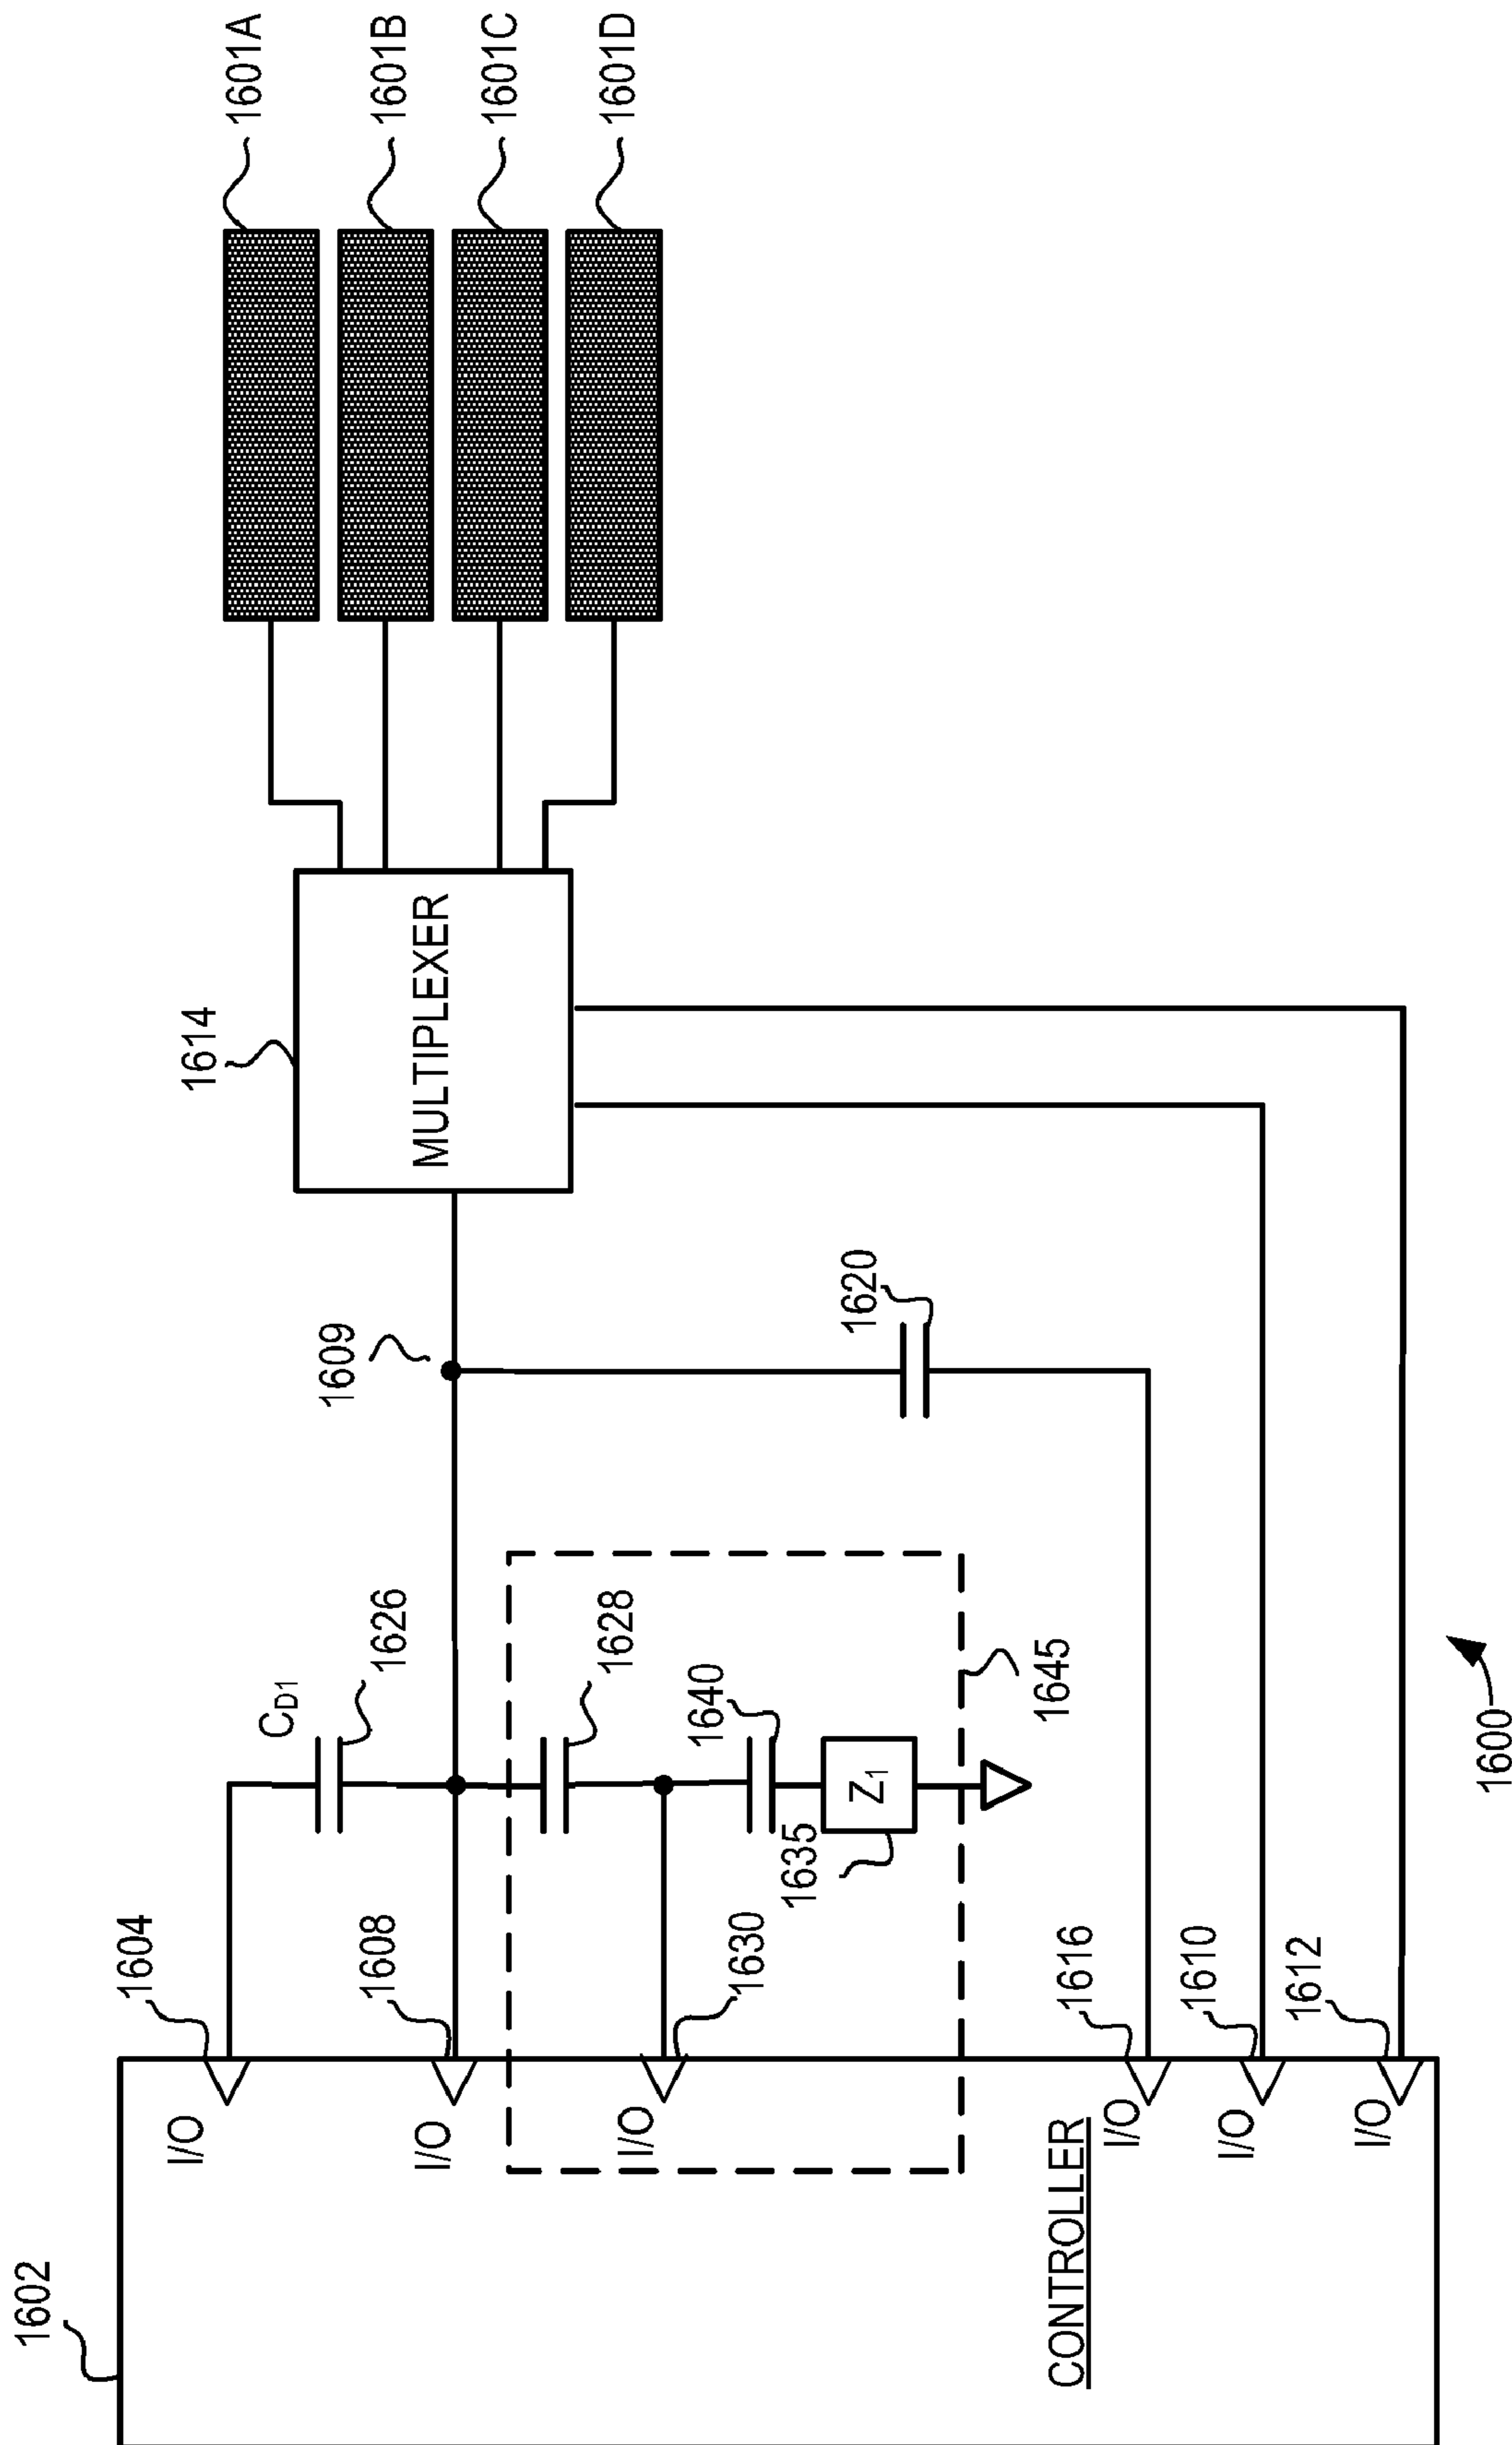 1601A
1601B
1601C
1601D
1614
MULTIPLEXER
1609
1620
C_D1
1626
1628
1640
1645
Z₁
1635
1600
1604
1608
1630
1616
1610
1612
I/O
I/O
I/O
I/O
I/O
I/O
CONTROLLER
1602